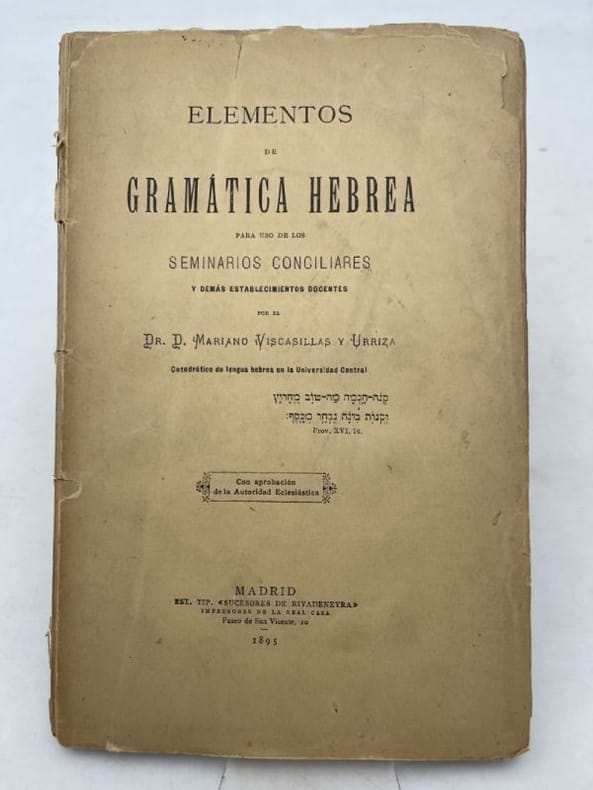 ELEMENTOS
DE
GRAMÁTICA HEBREA
PARA USO DE LOS
SEMINARIOS CONCILIARES
Y DEMÁS ESTABLECIMIENTOS DOCENTES
POR EL
DR. D. MARIANO VISCASILLAS Y URRIZA
Catedrático de lengua hebrea en la Universidad Central
קְנֹה־חָכְמָה מַה־טּוֹב מֵחָרוּץ
וּקְנוֹת בִּינָה נִבְחָר מִכָּסֶף׃
Prov. XVI, 16.
Con aprobación
de la Autoridad Eclesiástica
MADRID
EST. TIP. «SUCESORES DE RIVADENEYRA»
IMPRESORES DE LA REAL CASA
Paseo de San Vicente, 20
1895